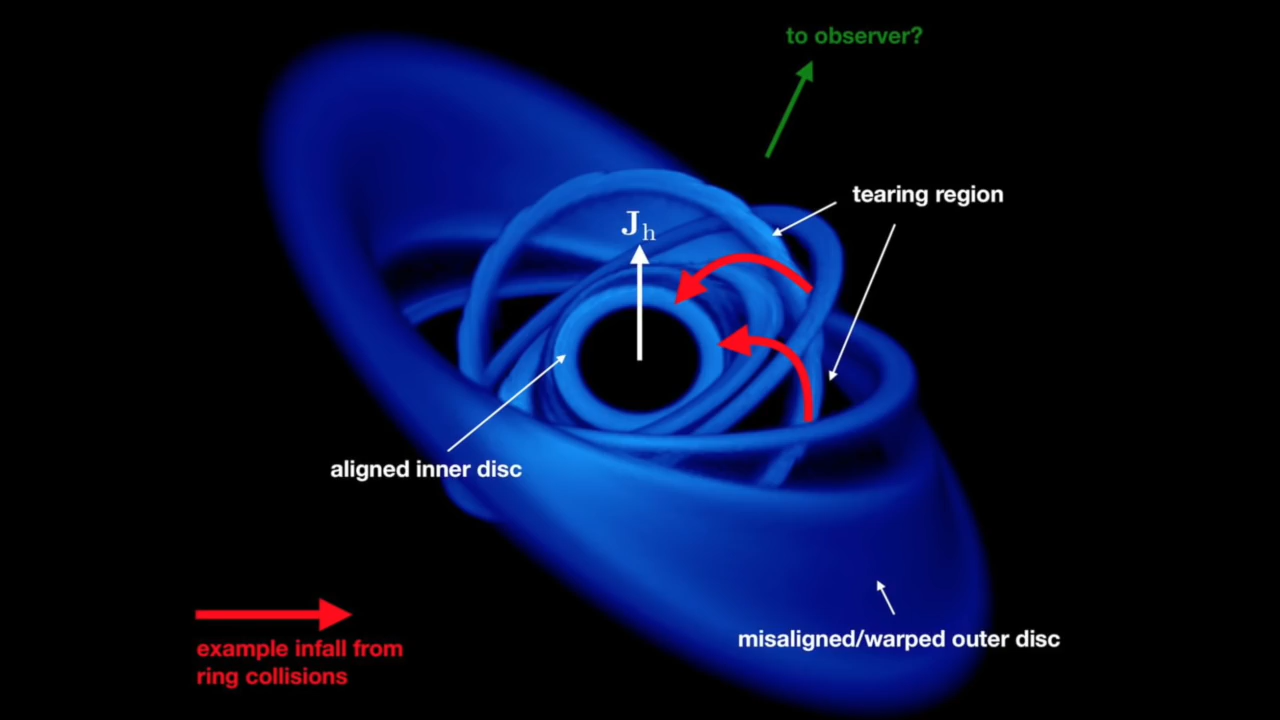 to observer?
tearing region
J_h
aligned inner disc
misaligned/warped outer disc
example infall from
ring collisions